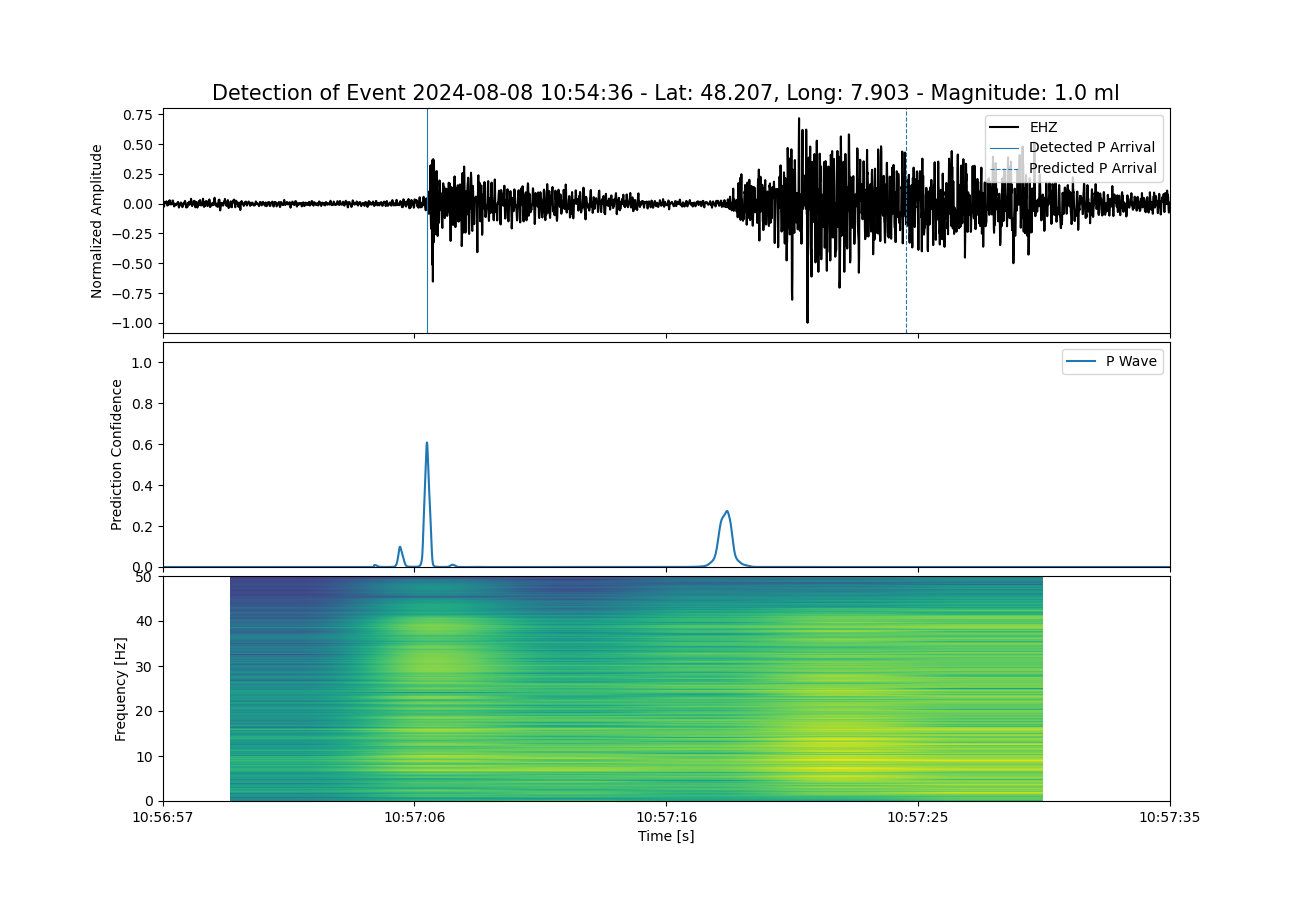 Detection of Event 2024-08-08 10:54:36 - Lat: 48.207, Long: 7.903 - Magnitude: 1.0 ml
Normalized Amplitude
0.75
0.50
0.25
0.00
−0.25
−0.50
−0.75
−1.00
EHZ
Detected P Arrival
Predicted P Arrival
Prediction Confidence
1.0
0.8
0.6
0.4
0.2
0.0
P Wave
Frequency [Hz]
50
40
30
20
10
0
10:56:57
10:57:06
10:57:16
10:57:25
10:57:35
Time [s]